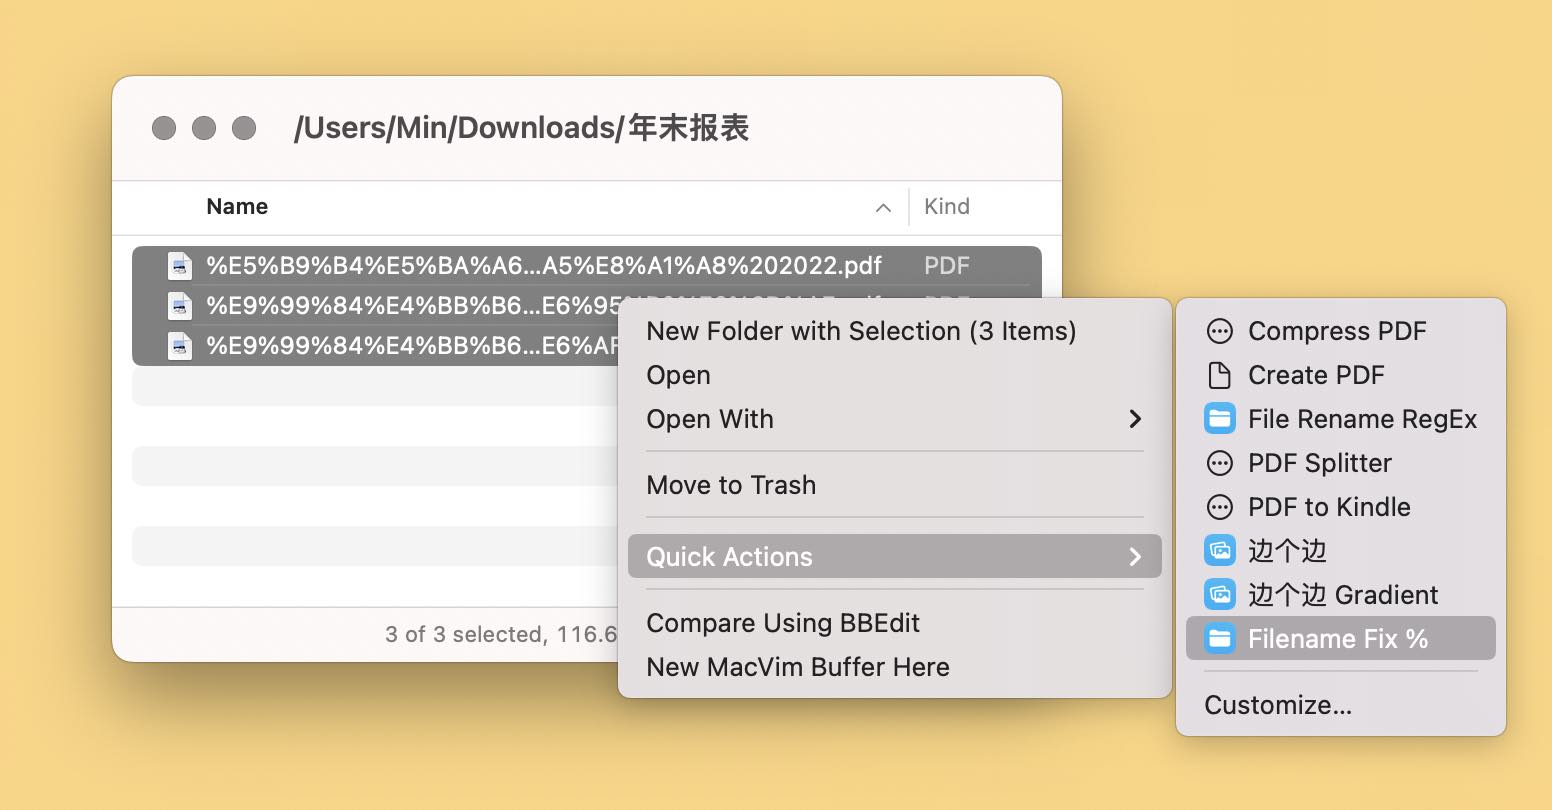 /Users/Min/Downloads/年末报表
Name
Kind
%E5%B9%B4%E5%BA%A6...A5%E8%A1%A8%202022.pdf
PDF
%E9%99%84%E4%BB%B6...E6%95
%E9%99%84%E4%BB%B6...E6%AF
3 of 3 selected, 116.6
New Folder with Selection (3 Items)
Open
Open With
Move to Trash
Quick Actions
Compare Using BBEdit
New MacVim Buffer Here
Compress PDF
Create PDF
File Rename RegEx
PDF Splitter
PDF to Kindle
边个边
边个边 Gradient
Filename Fix %
Customize...